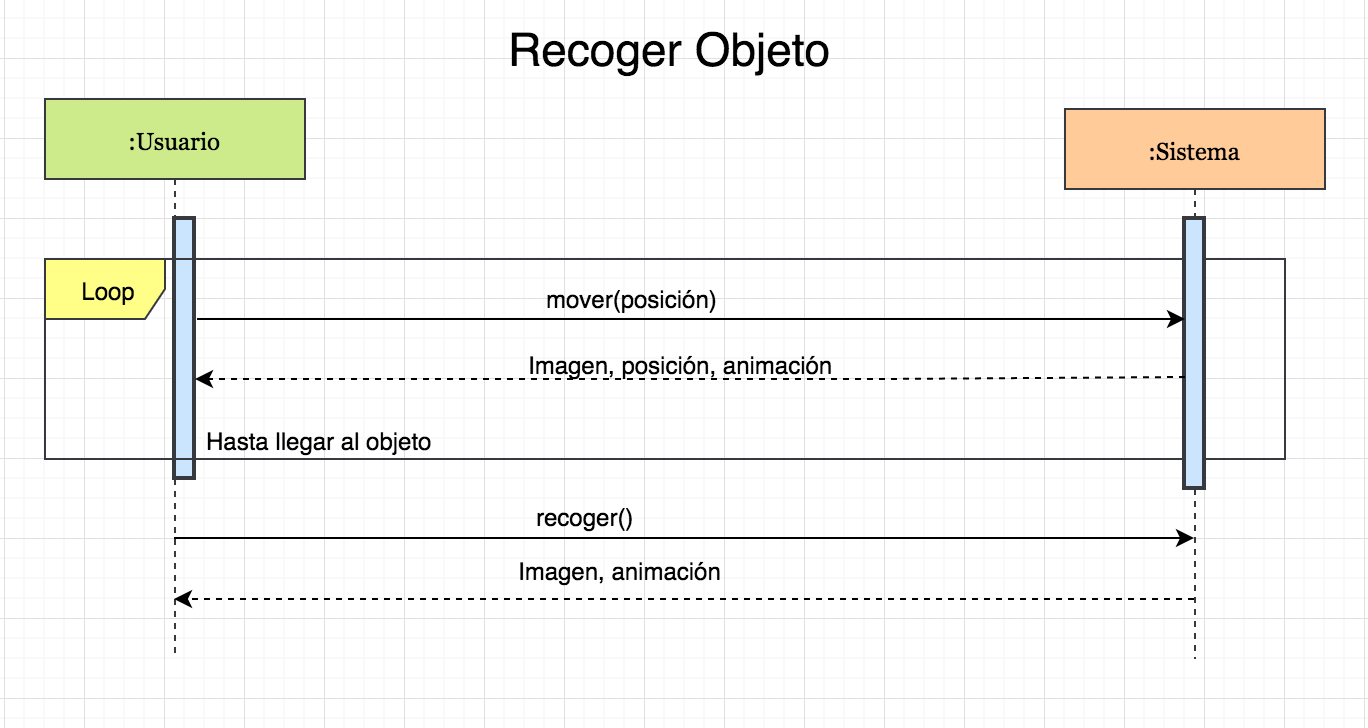 Recoger Objeto
:Usuario
:Sistema
Loop
mover(posición)
Imagen, posición, animación
Hasta llegar al objeto
recoger()
Imagen, animación